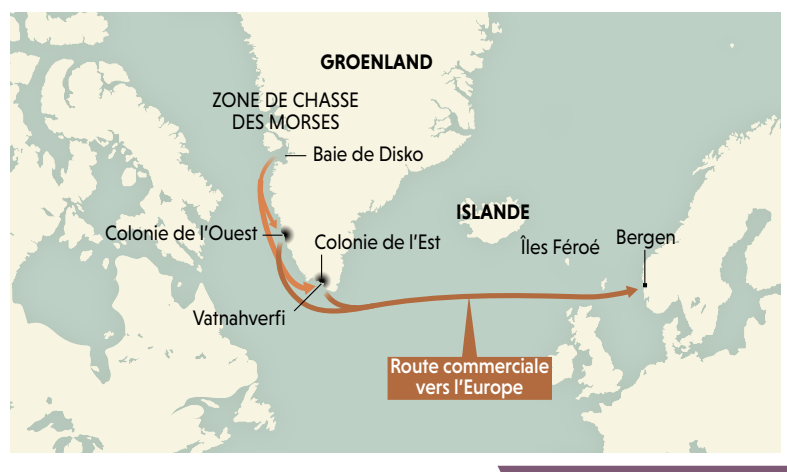 GROENLAND
ZONE DE CHASSE
DES MORSES
Baie de Disko
ISLANDE
Colonie de l'Ouest
Colonie de l'Est
Îles Féroé
Bergen
Vatnahverfi
Route commerciale
vers l'Europe